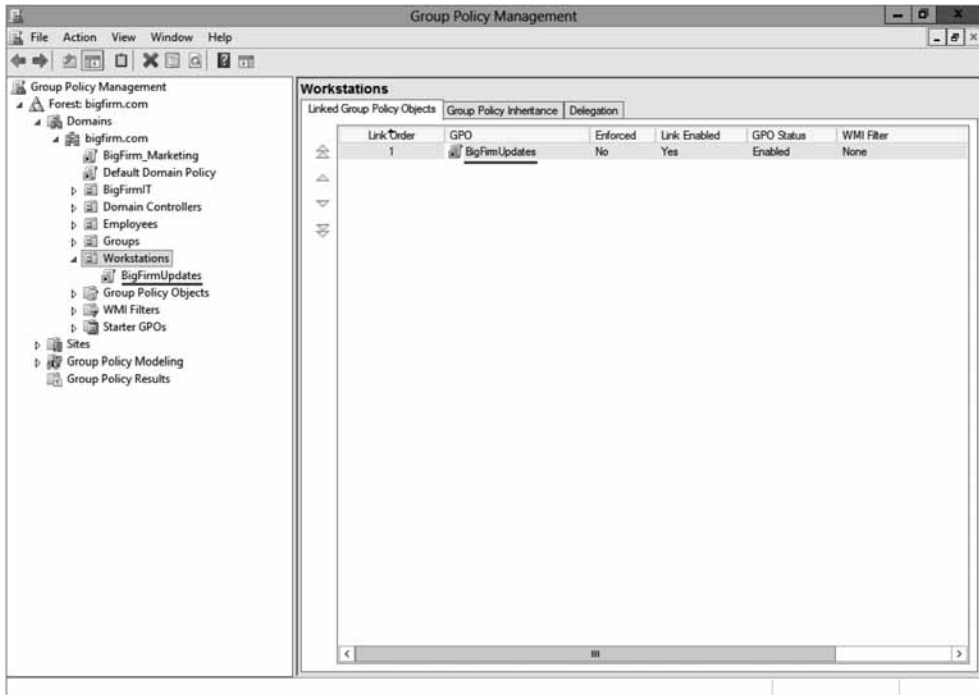 Group Policy Management
File Action View Window Help
Group Policy Management
Forest: bigfirm.com
Domains
bigfirm.com
BigFirm_Marketing
Default Domain Policy
BigFirmIT
Domain Controllers
Employees
Groups
Workstations
BigFirmUpdates
Group Policy Objects
WMI Filters
Starter GPOs
Sites
Group Policy Modeling
Group Policy Results
Workstations
Linked Group Policy Objects Group Policy Inheritance Delegation
Link Order GPO Enforced Link Enabled GPO Status WMI Filter
1 BigFirmUpdates No Yes Enabled None